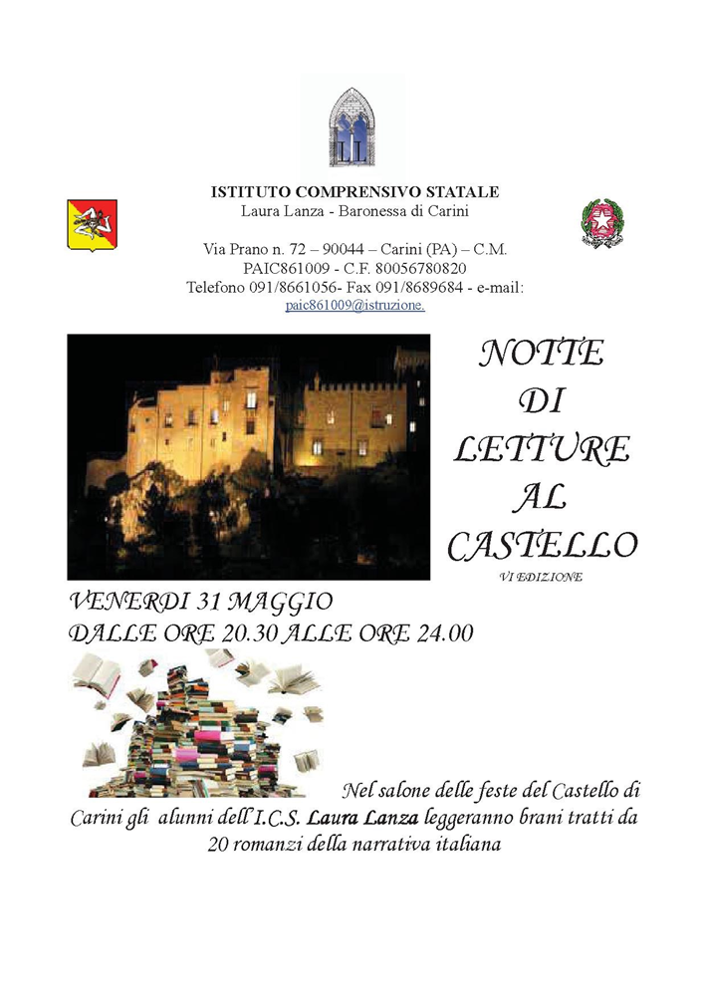 LL
ISTITUTO COMPRENSIVO STATALE
Laura Lanza - Baronessa di Carini
Via Prano n. 72 – 90044 – Carini (PA) – C.M.
PAIC861009 - C.F. 80056780820
Telefono 091/8661056- Fax 091/8689684 - e-mail:
paic861009@istruzione.
NOTTE
DI
LETTURE
AL
CASTELLO
VI EDIZIONE
VENERDI 31 MAGGIO
DALLE ORE 20.30 ALLE ORE 24.00
Nel salone delle feste del Castello di
Carini gli alunni dell'I.C.S. Laura Lanza leggeranno brani tratti da
20 romanzi della narrativa italiana